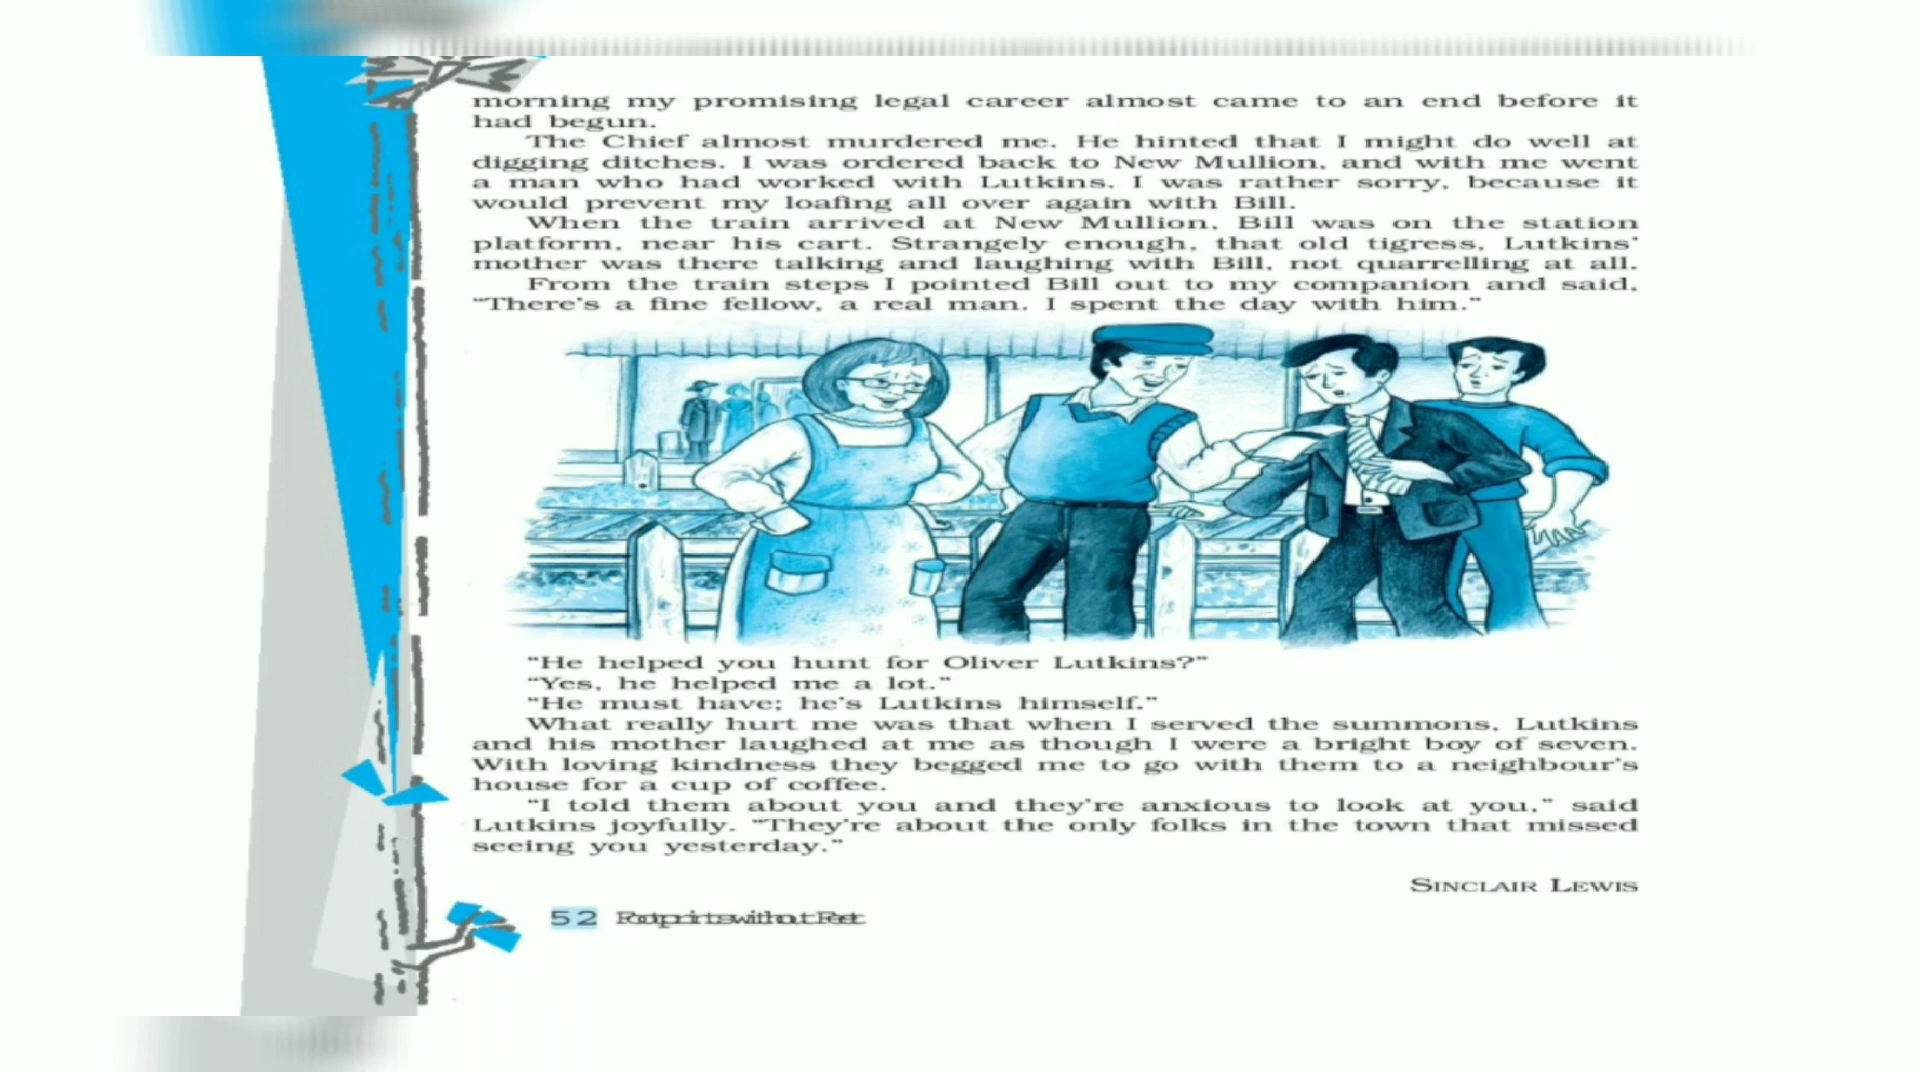 morning my promising legal career almost came to an end before it
had begun.
The Chief almost murdered me. He hinted that I might do well at
digging ditches. I was ordered back to New Mullion, and with me went
a man who had worked with Lutkins. I was rather sorry, because it
would prevent my loafing all over again with Bill.
When the train arrived at New Mullion, Bill was on the station
platform, near his cart. Strangely enough, that old tigress, Lutkins'
mother was there talking and laughing with Bill, not quarrelling at all.
From the train steps I pointed Bill out to my companion and said,
“There's a fine fellow, a real man. I spent the day with him.”
“He helped you hunt for Oliver Lutkins?”
“Yes, he helped me a lot.”
“He must have; he's Lutkins himself.”
What really hurt me was that when I served the summons, Lutkins
and his mother laughed at me as though I were a bright boy of seven.
With loving kindness they begged me to go with them to a neighbour's
house for a cup of coffee.
“I told them about you and they're anxious to look at you,” said
Lutkins joyfully. “They're about the only folks in the town that missed
seeing you yesterday.”
SINCLAIR LEWIS
52 Footprints without Feet